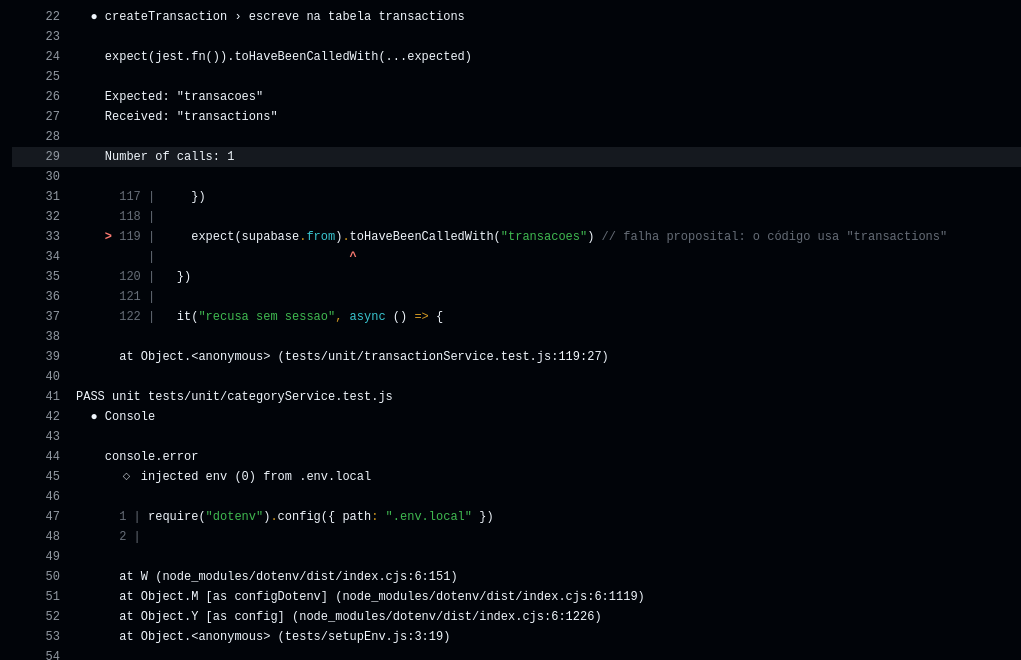 22 ● createTransaction › escreve na tabela transactions
23
24 expect(jest.fn()).toHaveBeenCalledWith(...expected)
25
26 Expected: "transacoes"
27 Received: "transactions"
28
29 Number of calls: 1
30
31 117 | })
32 118 |
33 > 119 | expect(supabase.from).toHaveBeenCalledWith("transacoes") // falha proposital: o código usa "transactions"
34 | ^
35 120 | })
36 121 |
37 122 | it("recusa sem sessao", async () => {
38
39 at Object.<anonymous> (tests/unit/transactionService.test.js:119:27)
40
41 PASS unit tests/unit/categoryService.test.js
42 ● Console
43
44 console.error
45 ◇ injected env (0) from .env.local
46
47 1 | require("dotenv").config({ path: ".env.local" })
48 2 |
49
50 at W (node_modules/dotenv/dist/index.cjs:6:151)
51 at Object.M [as configDotenv] (node_modules/dotenv/dist/index.cjs:6:1119)
52 at Object.Y [as config] (node_modules/dotenv/dist/index.cjs:6:1226)
53 at Object.<anonymous> (tests/setupEnv.js:3:19)
54